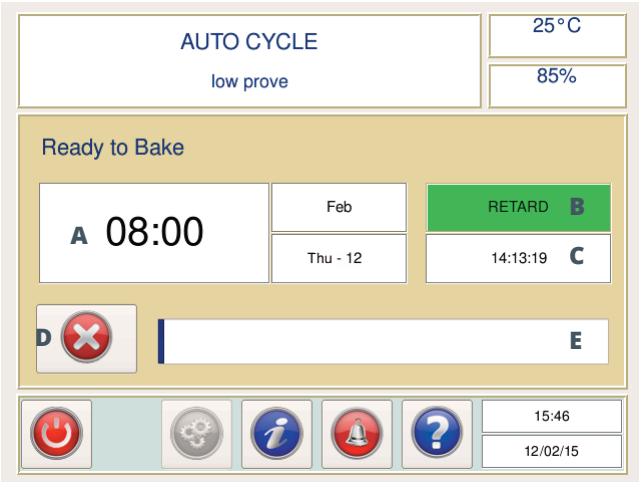 AUTO CYCLE
low prove
25°C
85%
Ready to Bake
A 08:00
Feb
Thu - 12
RETARD B
14:13:19 C
D
E
15:46
12/02/15